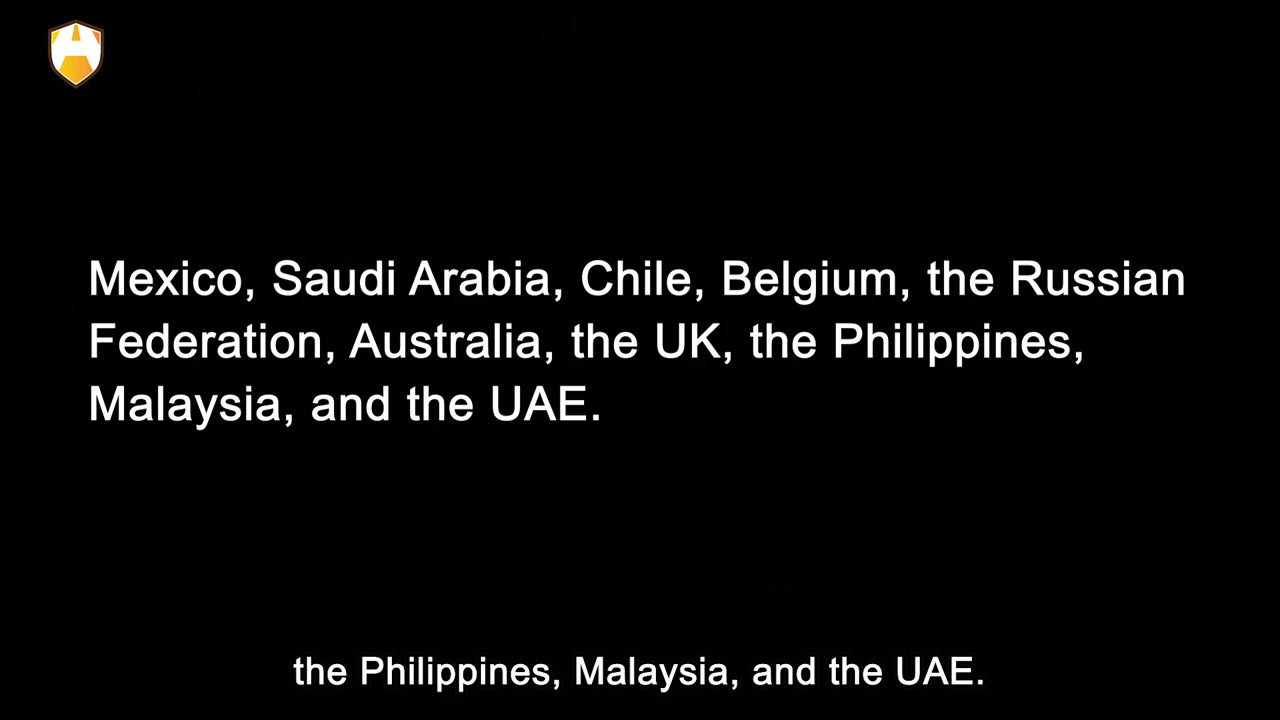 Mexico, Saudi Arabia, Chile, Belgium, the Russian
Federation, Australia, the UK, the Philippines,
Malaysia, and the UAE.
the Philippines, Malaysia, and the UAE.